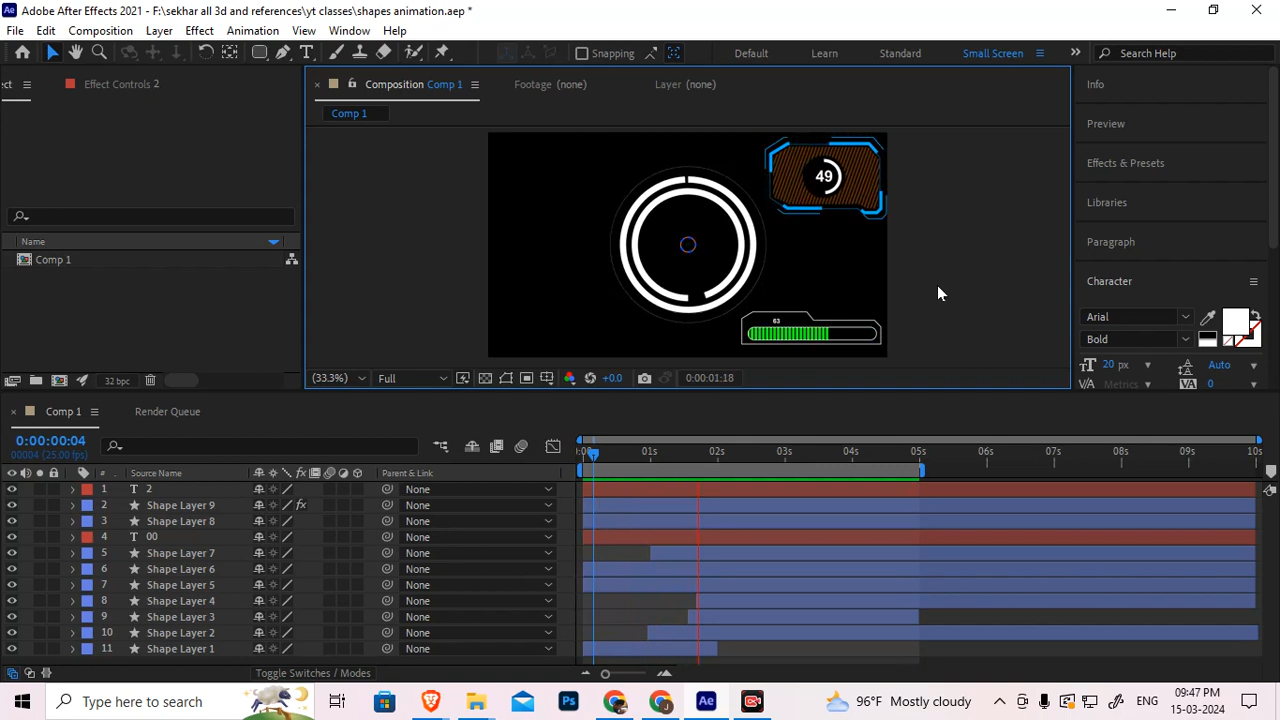 Adobe After Effects 2021 - F:\sekhar all 3d and references\yt classes\shapes animation.aep *
File Edit Composition Layer Effect Animation View Window Help
Snapping Default Learn Standard Small Screen Search Help
ect Effect Controls 2 Composition Comp 1 Footage (none) Layer (none) Info
Comp 1
Preview
Effects & Presets
Libraries
Paragraph
Character
Arial
Bold
20 px Auto
Metrics 0
49
63
Name
Comp 1
32 bpc (33.3%) Full +0.0 0:00:01:18
Comp 1 Render Queue
0:00:00:04
00004 (25.00 fps)
:00s 01s 02s 03s 04s 05s 06s 07s 08s 09s 10s
# Source Name Parent & Link
1 T 2 None
2 Shape Layer 9 fx None
3 Shape Layer 8 None
4 T 00 None
5 Shape Layer 7 None
6 Shape Layer 6 None
7 Shape Layer 5 None
8 Shape Layer 4 None
9 Shape Layer 3 None
10 Shape Layer 2 None
11 Shape Layer 1 None
Toggle Switches / Modes
Type here to search 96°F Mostly cloudy ENG 09:47 PM
15-03-2024